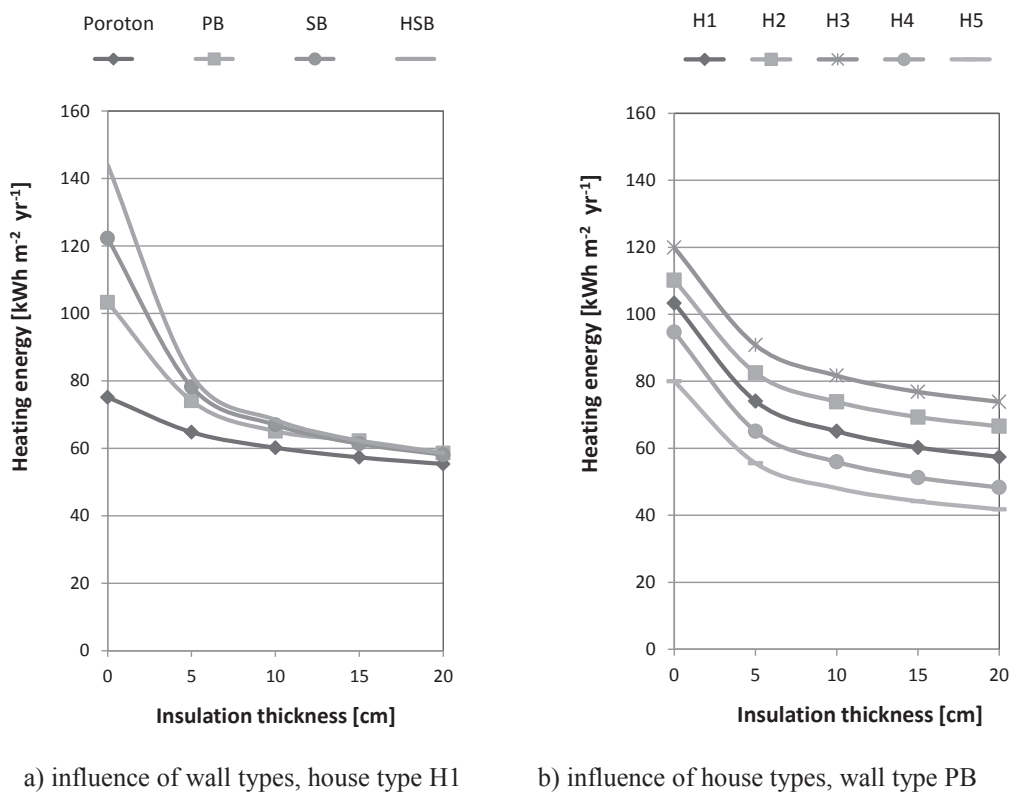 Poroton PB SB HSB
160
140
120
100
80
60
40
20
0
Heating energy [kWh m⁻² yr⁻¹]
0 5 10 15 20
Insulation thickness [cm]
a) influence of wall types, house type H1
H1 H2 H3 H4 H5
160
140
120
100
80
60
40
20
0
Heating energy [kWh m⁻² yr⁻¹]
0 5 10 15 20
Insulation thickness [cm]
b) influence of house types, wall type PB